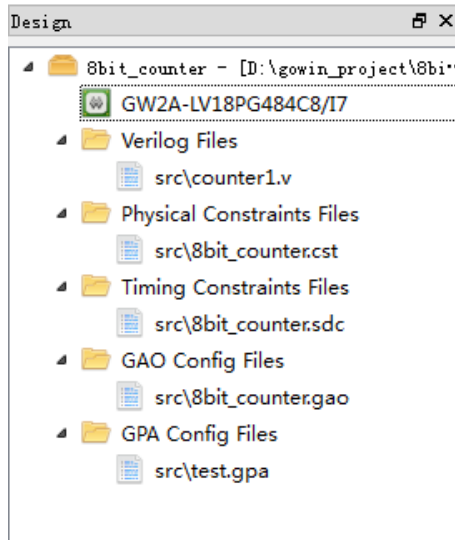 Design
8bit_counter - [D:\gowin_project\8bi
GW2A-LV18PG484C8/I7
Verilog Files
src\counter1.v
Physical Constraints Files
src\8bit_counter.cst
Timing Constraints Files
src\8bit_counter.sdc
GAO Config Files
src\8bit_counter.gao
GPA Config Files
src\test.gpa